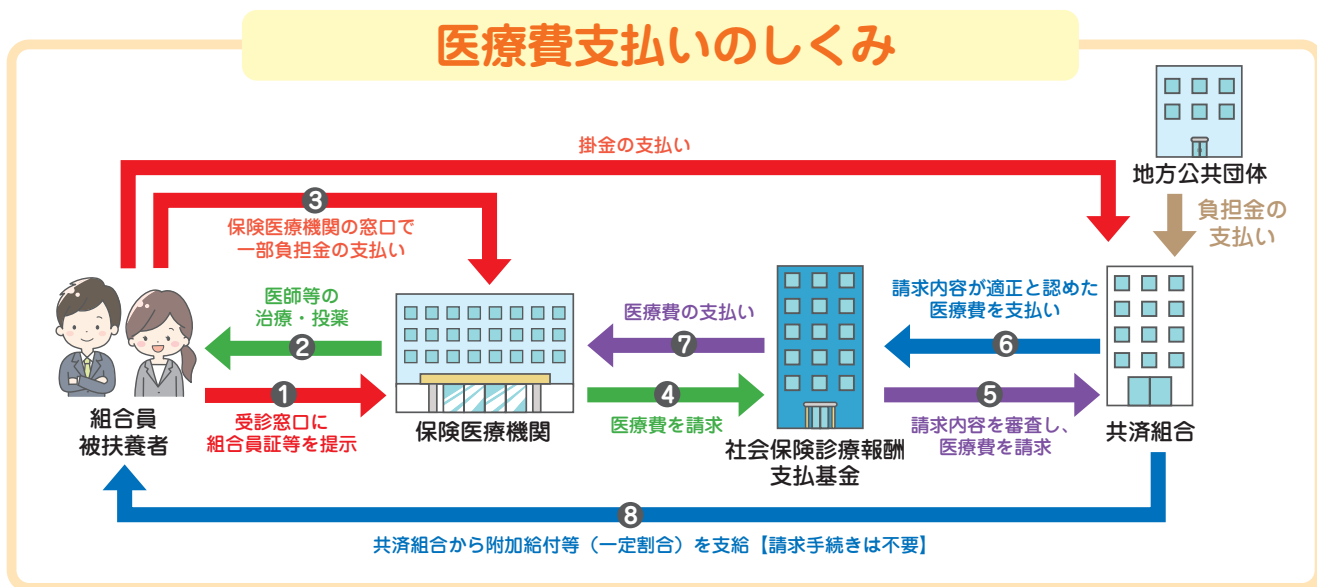 医療費支払いのしくみ
掛金の支払い
地方公共団体
負担金の
支払い
❸
保険医療機関の窓口で
一部負担金の支払い
医師等の
治療・投薬
❷
❶
受診窓口に
組合員証等を提示
組合員
被扶養者
保険医療機関
医療費の支払い
❼
❹
医療費を請求
社会保険診療報酬
支払基金
請求内容が適正と認めた
医療費を支払い
❻
❺
請求内容を審査し、
医療費を請求
共済組合
❽
共済組合から附加給付等（一定割合）を支給【請求手続きは不要】